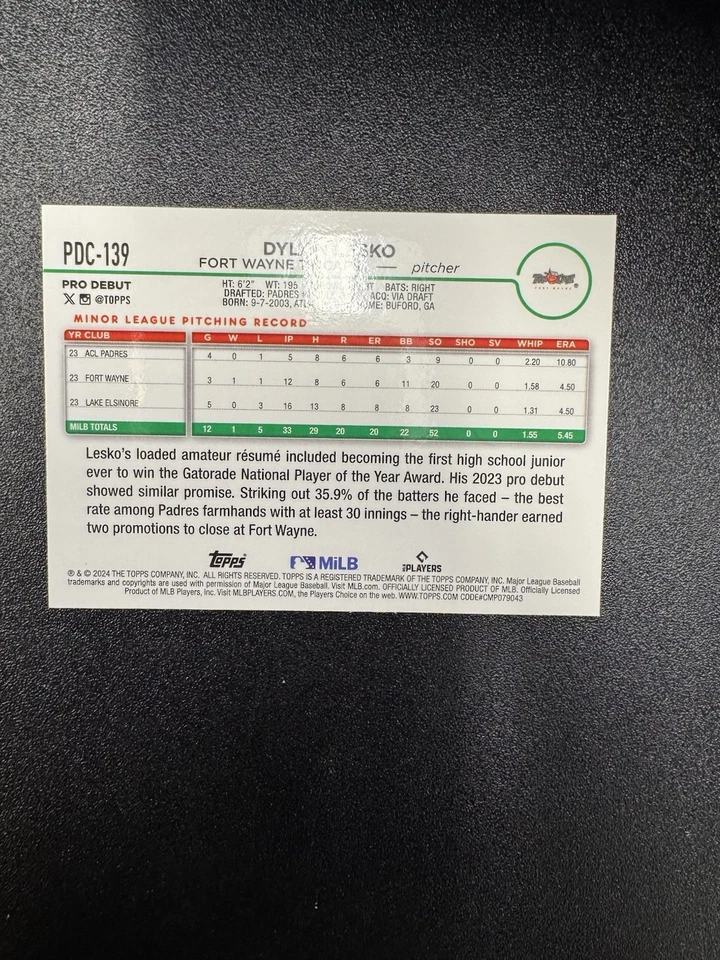 PDC-139
DYL SKO
FORT WAYNE T — pitcher
PRO DEBUT
@TOPPS
HT: 6'2" WT: 195 BATS: RIGHT
DRAFTED: PADRES ACQ: VIA DRAFT
BORN: 9-7-2003, ATL BUFORD, GA
FORT WAYNE
MINOR LEAGUE PITCHING RECORD
YR CLUB G W L IP H R ER BB SO SHO SV WHIP ERA
23 ACL PADRES 4 0 1 5 8 6 6 3 9 0 0 2.20 10.80
23 FORT WAYNE 3 1 1 12 8 6 6 11 20 0 0 1.58 4.50
23 LAKE ELSINORE 5 0 3 16 13 8 8 8 23 0 0 1.31 4.50
MILB TOTALS 12 1 5 33 29 20 20 22 52 0 0 1.55 5.45
Lesko's loaded amateur résumé included becoming the first high school junior
ever to win the Gatorade National Player of the Year Award. His 2023 pro debut
showed similar promise. Striking out 35.9% of the batters he faced – the best
rate among Padres farmhands with at least 30 innings – the right-hander earned
two promotions to close at Fort Wayne.
Topps MiLB PLAYERS
® & © 2024 THE TOPPS COMPANY, INC. ALL RIGHTS RESERVED. TOPPS IS A REGISTERED TRADEMARK OF THE TOPPS COMPANY, INC. Major League Baseball
trademarks and copyrights are used with permission of Major League Baseball. Visit MLB.com. OFFICIALLY LICENSED PRODUCT OF MLB. Officially Licensed
Product of MLB Players, Inc. Visit MLBPLAYERS.COM, the Players Choice on the web. WWW.TOPPS.COM CODE#CMP079043